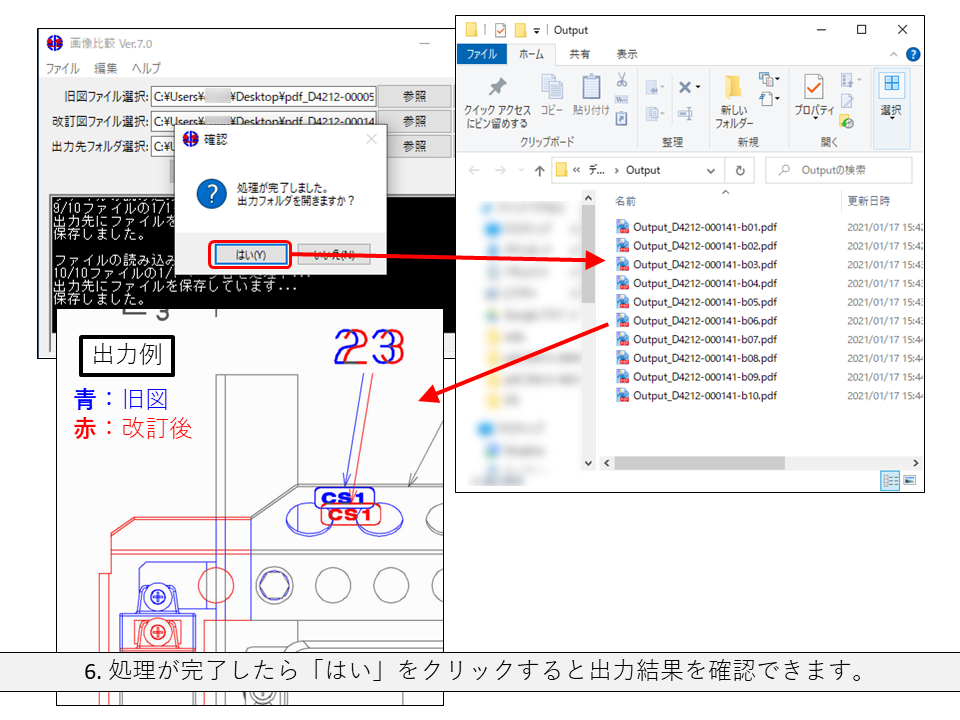 画像比較 Ver.7.0
ファイル 編集 ヘルプ
旧図ファイル選択: C:¥Users¥ ¥Desktop¥pdf_D4212-00005 参照
改訂図ファイル選択: C:¥Users¥ ¥Desktop¥pdf_D4212-00014 参照
出力先フォルダ選択: C:¥U 参照
確認
処理が完了しました。
出力フォルダを開きますか？
はい(Y)
いいえ(N)
9/10ファイルの1/1
出力先にファイルを
保存しました。
ファイルの読み込み
10/10ファイルの1/
出力先にファイルを保存しています...
保存しました。
Output
ファイル ホーム 共有 表示
クイック アクセス
にピン留めする
コピー
貼り付け
新しい
フォルダー
プロパティ
選択
クリップボード
整理
新規
開く
« デ... › Output
Outputの検索
名前
更新日時
Output_D4212-000141-b01.pdf 2021/01/17 15:42
Output_D4212-000141-b02.pdf 2021/01/17 15:42
Output_D4212-000141-b03.pdf 2021/01/17 15:43
Output_D4212-000141-b04.pdf 2021/01/17 15:43
Output_D4212-000141-b05.pdf 2021/01/17 15:43
Output_D4212-000141-b06.pdf 2021/01/17 15:43
Output_D4212-000141-b07.pdf 2021/01/17 15:44
Output_D4212-000141-b08.pdf 2021/01/17 15:44
Output_D4212-000141-b09.pdf 2021/01/17 15:44
Output_D4212-000141-b10.pdf 2021/01/17 15:44
出力例
青：旧図
赤：改訂後
23
CS1
CS1
6. 処理が完了したら「はい」をクリックすると出力結果を確認できます。